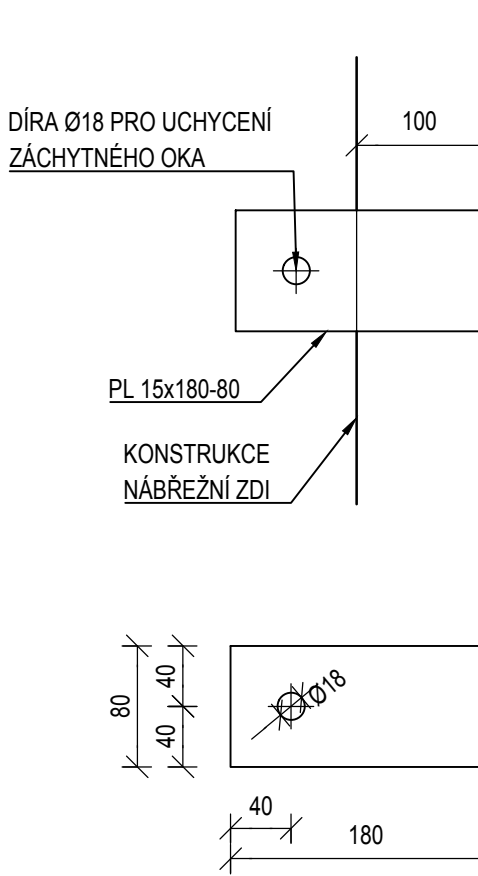 DÍRA Ø18 PRO UCHYCENÍ
ZÁCHYTNÉHO OKA
100
PL 15x180-80
KONSTRUKCE
NÁBŘEŽNÍ ZDI
80
40
40
Ø18
40
180